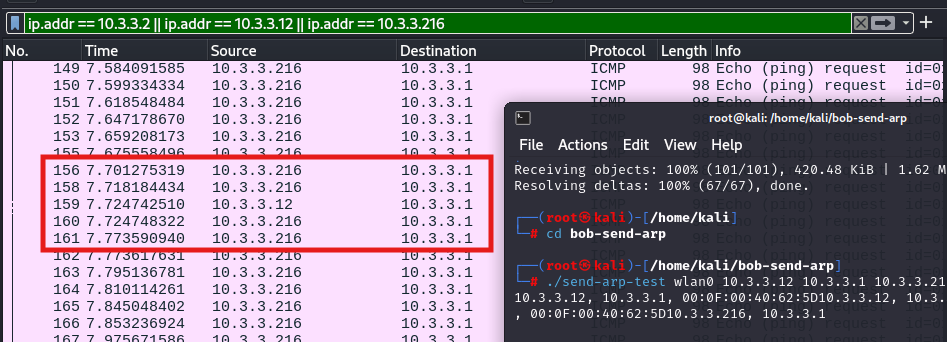 ip.addr == 10.3.3.2 || ip.addr == 10.3.3.12 || ip.addr == 10.3.3.216
No. Time Source Destination Protocol Length Info
149 7.584091585 10.3.3.216 10.3.3.1 ICMP 98 Echo (ping) request id=0
150 7.599334334 10.3.3.216 10.3.3.1 ICMP 98 Echo (ping) request id=0
151 7.618548484 10.3.3.216 10.3.3.1 ICMP 98 Echo (ping) request id=0
152 7.647178670 10.3.3.216 10.3.3.1
153 7.659208173 10.3.3.216 10.3.3.1
155 7.675558496 10.3.3.216 10.3.3.1
156 7.701275319 10.3.3.216 10.3.3.1
158 7.718184434 10.3.3.216 10.3.3.1
159 7.724742510 10.3.3.12 10.3.3.1
160 7.724748322 10.3.3.216 10.3.3.1
161 7.773590940 10.3.3.216 10.3.3.1
162 7.773617631 10.3.3.216 10.3.3.1
163 7.795136781 10.3.3.216 10.3.3.1
164 7.810114261 10.3.3.216 10.3.3.1
165 7.845048402 10.3.3.216 10.3.3.1
166 7.853236924 10.3.3.216 10.3.3.1
167 7.975671586 10.3.3.216 10.3.3.1
root@kali: /home/kali/bob-send-arp
File Actions Edit View Help
Receiving objects: 100% (101/101), 420.48 KiB | 1.62 M
Resolving deltas: 100% (67/67), done.
(root㉿kali)-[/home/kali]
# cd bob-send-arp
(root㉿kali)-[/home/kali/bob-send-arp]
# ./send-arp-test wlan0 10.3.3.12 10.3.3.1 10.3.3.21
10.3.3.12, 10.3.3.1, 00:0F:00:40:62:5D10.3.3.12, 10.3.
, 00:0F:00:40:62:5D10.3.3.216, 10.3.3.1